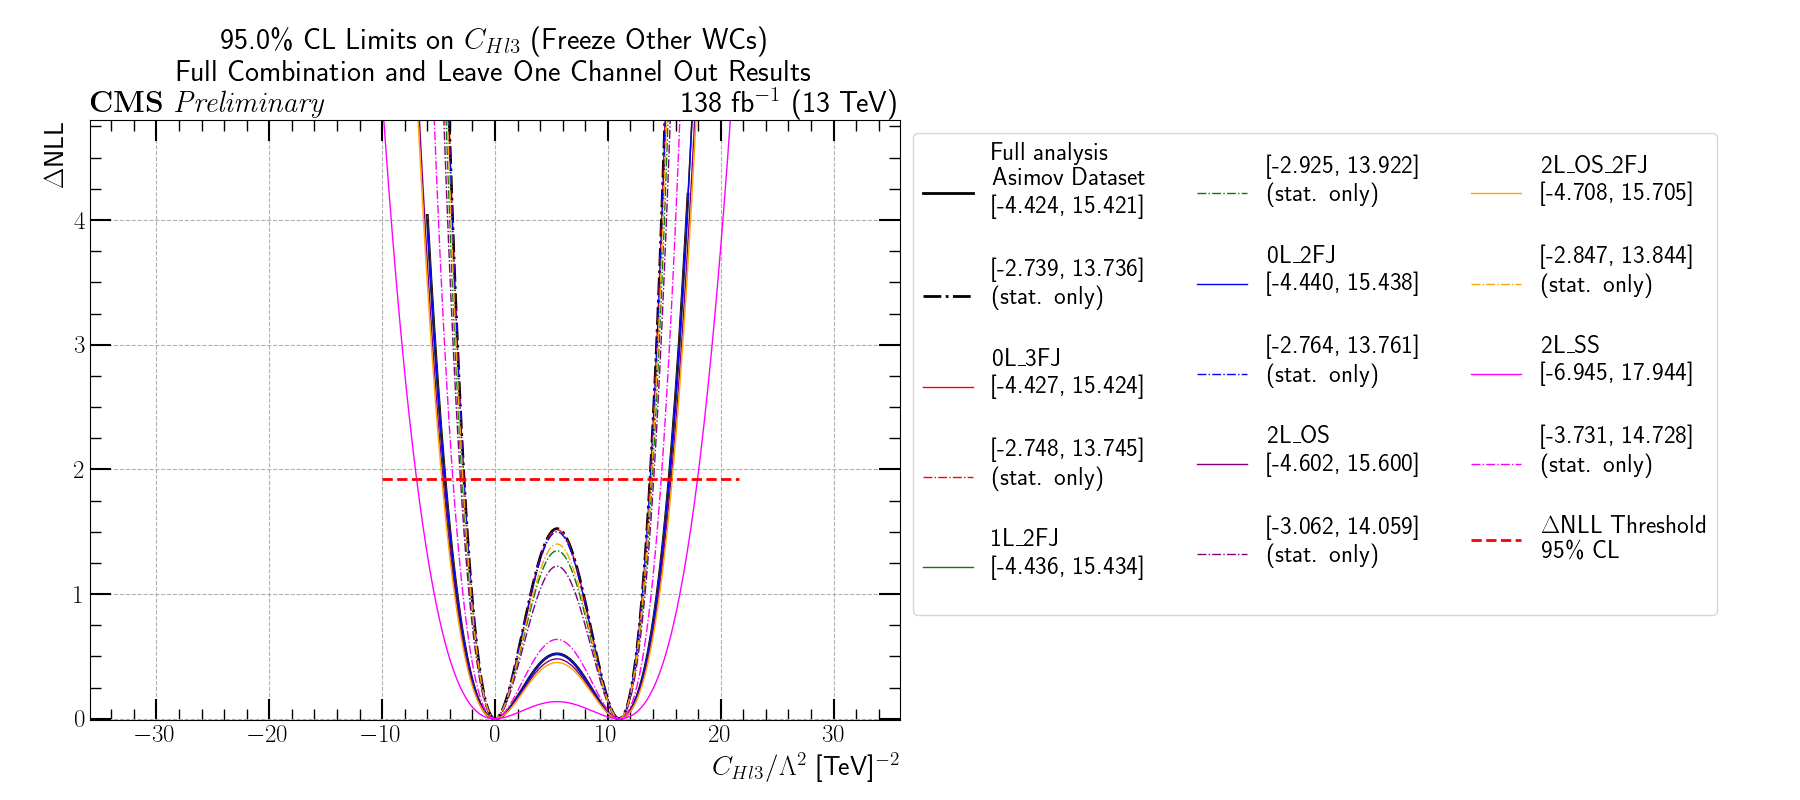 95.0% CL Limits on C_{Hl3} (Freeze Other WCs)
Full Combination and Leave One Channel Out Results
CMS Preliminary
138 fb^{-1} (13 TeV)
ΔNLL
4
3
2
1
0
−30
−20
−10
0
10
20
30
C_{Hl3}/Λ^2 [TeV]^{-2}
Full analysis
Asimov Dataset
[-4.424, 15.421]
[-2.739, 13.736]
(stat. only)
0L_3FJ
[-4.427, 15.424]
[-2.748, 13.745]
(stat. only)
1L_2FJ
[-4.436, 15.434]
[-2.925, 13.922]
(stat. only)
0L_2FJ
[-4.440, 15.438]
[-2.764, 13.761]
(stat. only)
2L_OS
[-4.602, 15.600]
[-3.062, 14.059]
(stat. only)
2L_OS_2FJ
[-4.708, 15.705]
[-2.847, 13.844]
(stat. only)
2L_SS
[-6.945, 17.944]
[-3.731, 14.728]
(stat. only)
ΔNLL Threshold
95% CL